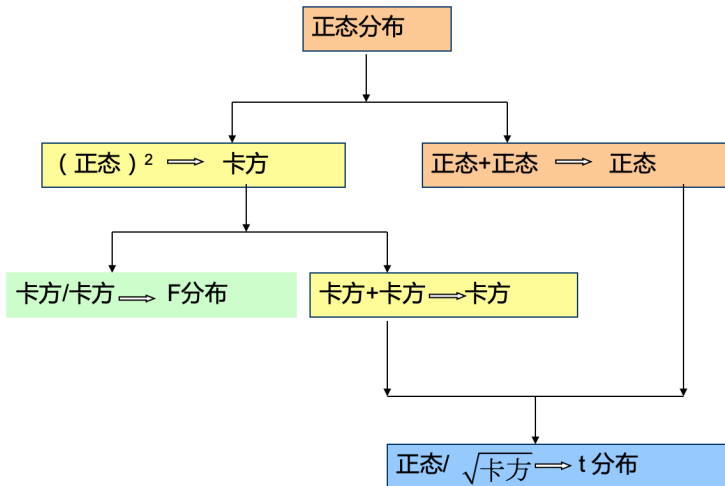 正态分布
（正态）² ⇒ 卡方
正态+正态 ⇒ 正态
卡方/卡方 ⇒ F分布
卡方+卡方⇒卡方
正态/ √卡方 ⇒ t 分布